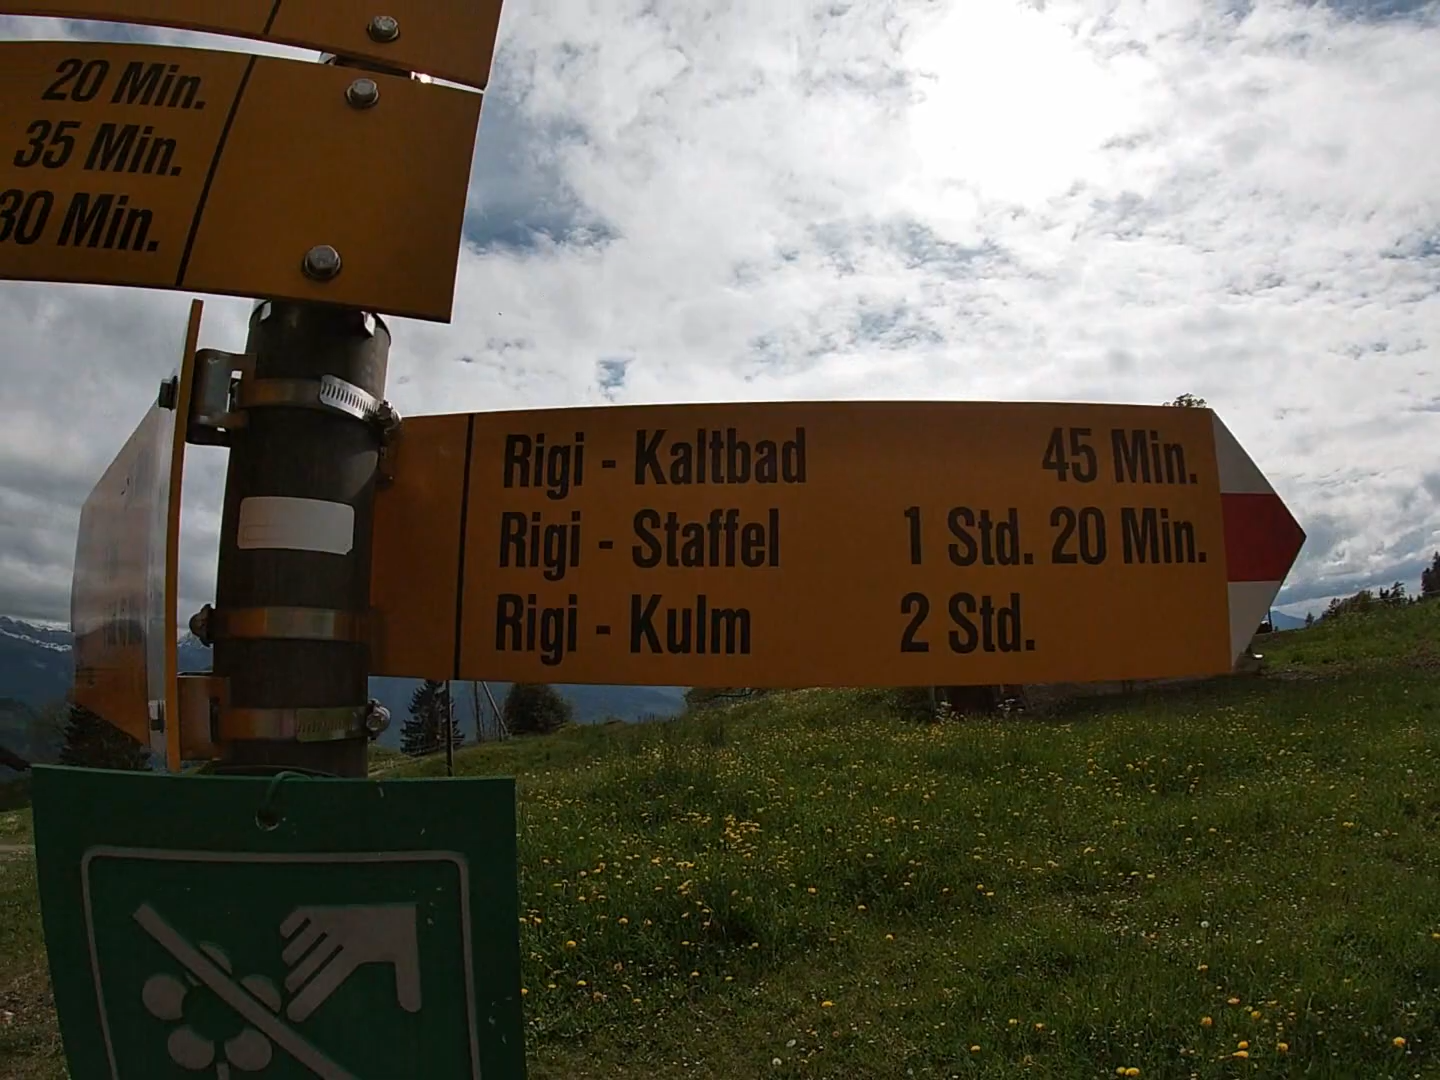 20 Min.
35 Min.
30 Min.
Rigi - Kaltbad 45 Min.
Rigi - Staffel 1 Std. 20 Min.
Rigi - Kulm 2 Std.